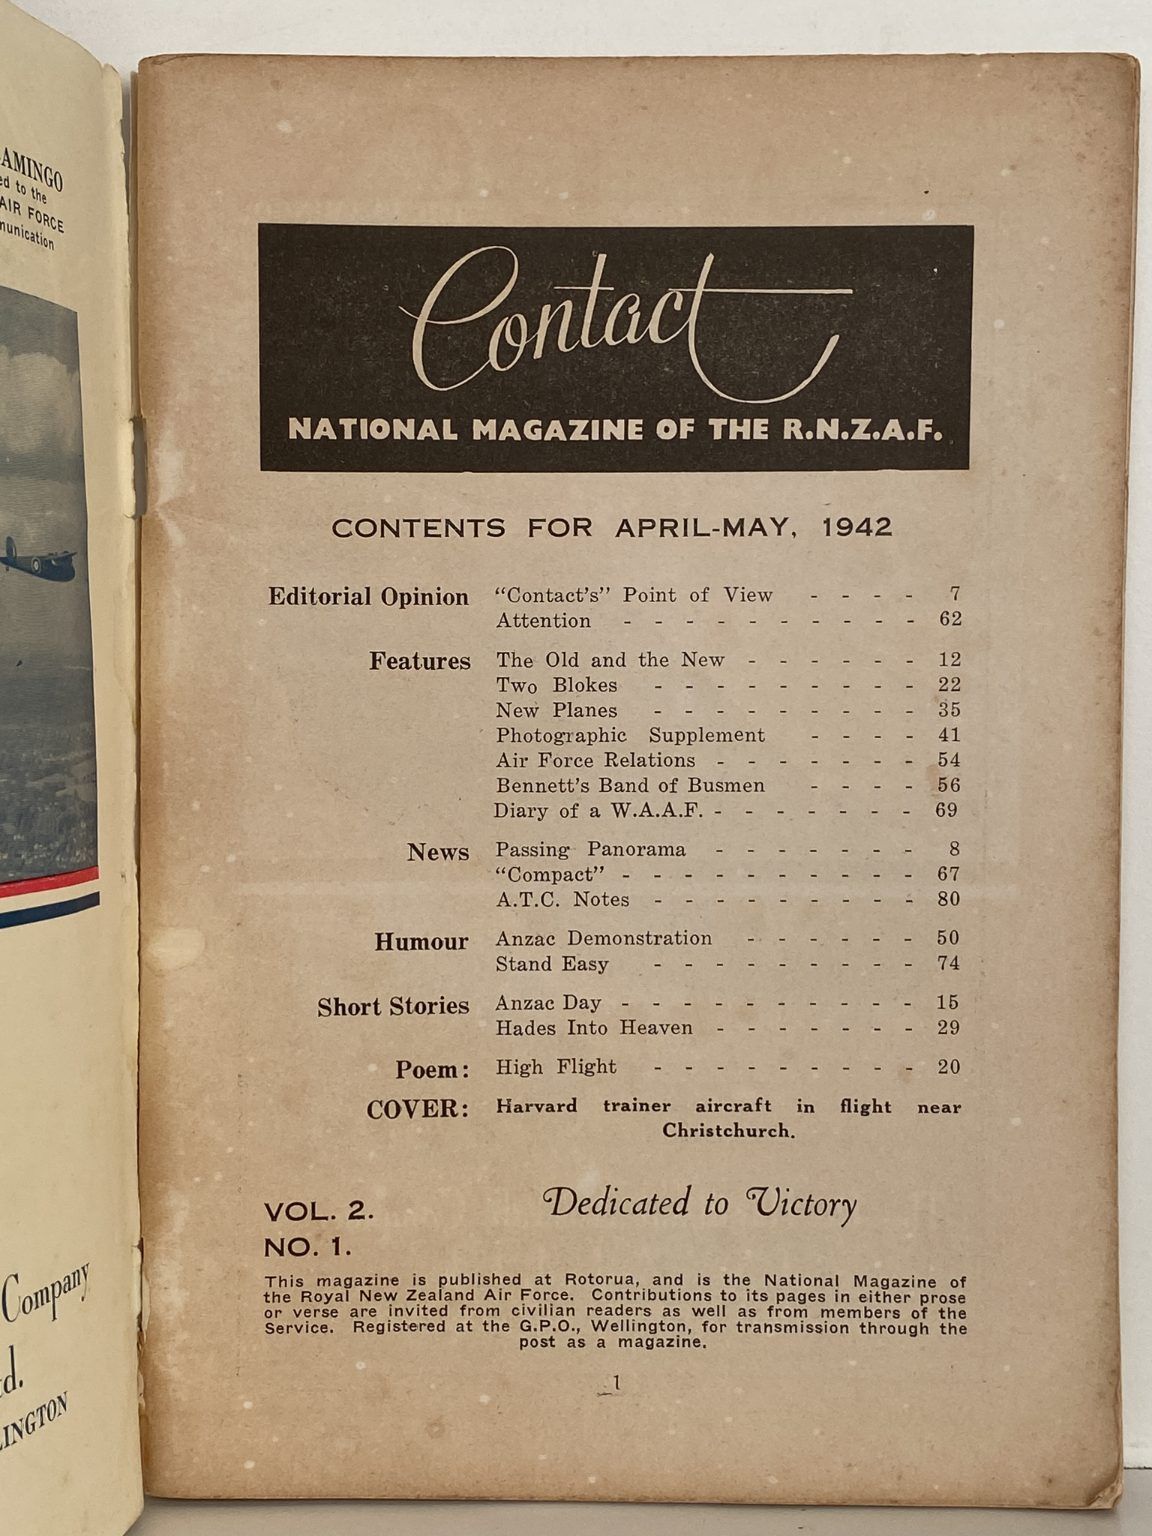 AMINGO
ed to the
AIR FORCE
munication
Company
td.
LINGTON
Contact
NATIONAL MAGAZINE OF THE R.N.Z.A.F.
CONTENTS FOR APRIL-MAY, 1942
Editorial Opinion "Contact's" Point of View - - - - 7
Attention - - - - - - - - - - 62
Features The Old and the New - - - - - - 12
Two Blokes - - - - - - - - - 22
New Planes - - - - - - - - - 35
Photographic Supplement - - - - 41
Air Force Relations - - - - - - - 54
Bennett's Band of Busmen - - - - 56
Diary of a W.A.A.F. - - - - - - - 69
News Passing Panorama - - - - - - - 8
"Compact" - - - - - - - - - - 67
A.T.C. Notes - - - - - - - - - 80
Humour Anzac Demonstration - - - - - - 50
Stand Easy - - - - - - - - - 74
Short Stories Anzac Day - - - - - - - - - - 15
Hades Into Heaven - - - - - - - 29
Poem: High Flight - - - - - - - - - 20
COVER: Harvard trainer aircraft in flight near
Christchurch.
VOL. 2. Dedicated to Victory
NO. 1.
This magazine is published at Rotorua, and is the National Magazine of
the Royal New Zealand Air Force. Contributions to its pages in either prose
or verse are invited from civilian readers as well as from members of the
Service. Registered at the G.P.O., Wellington, for transmission through the
post as a magazine.
1